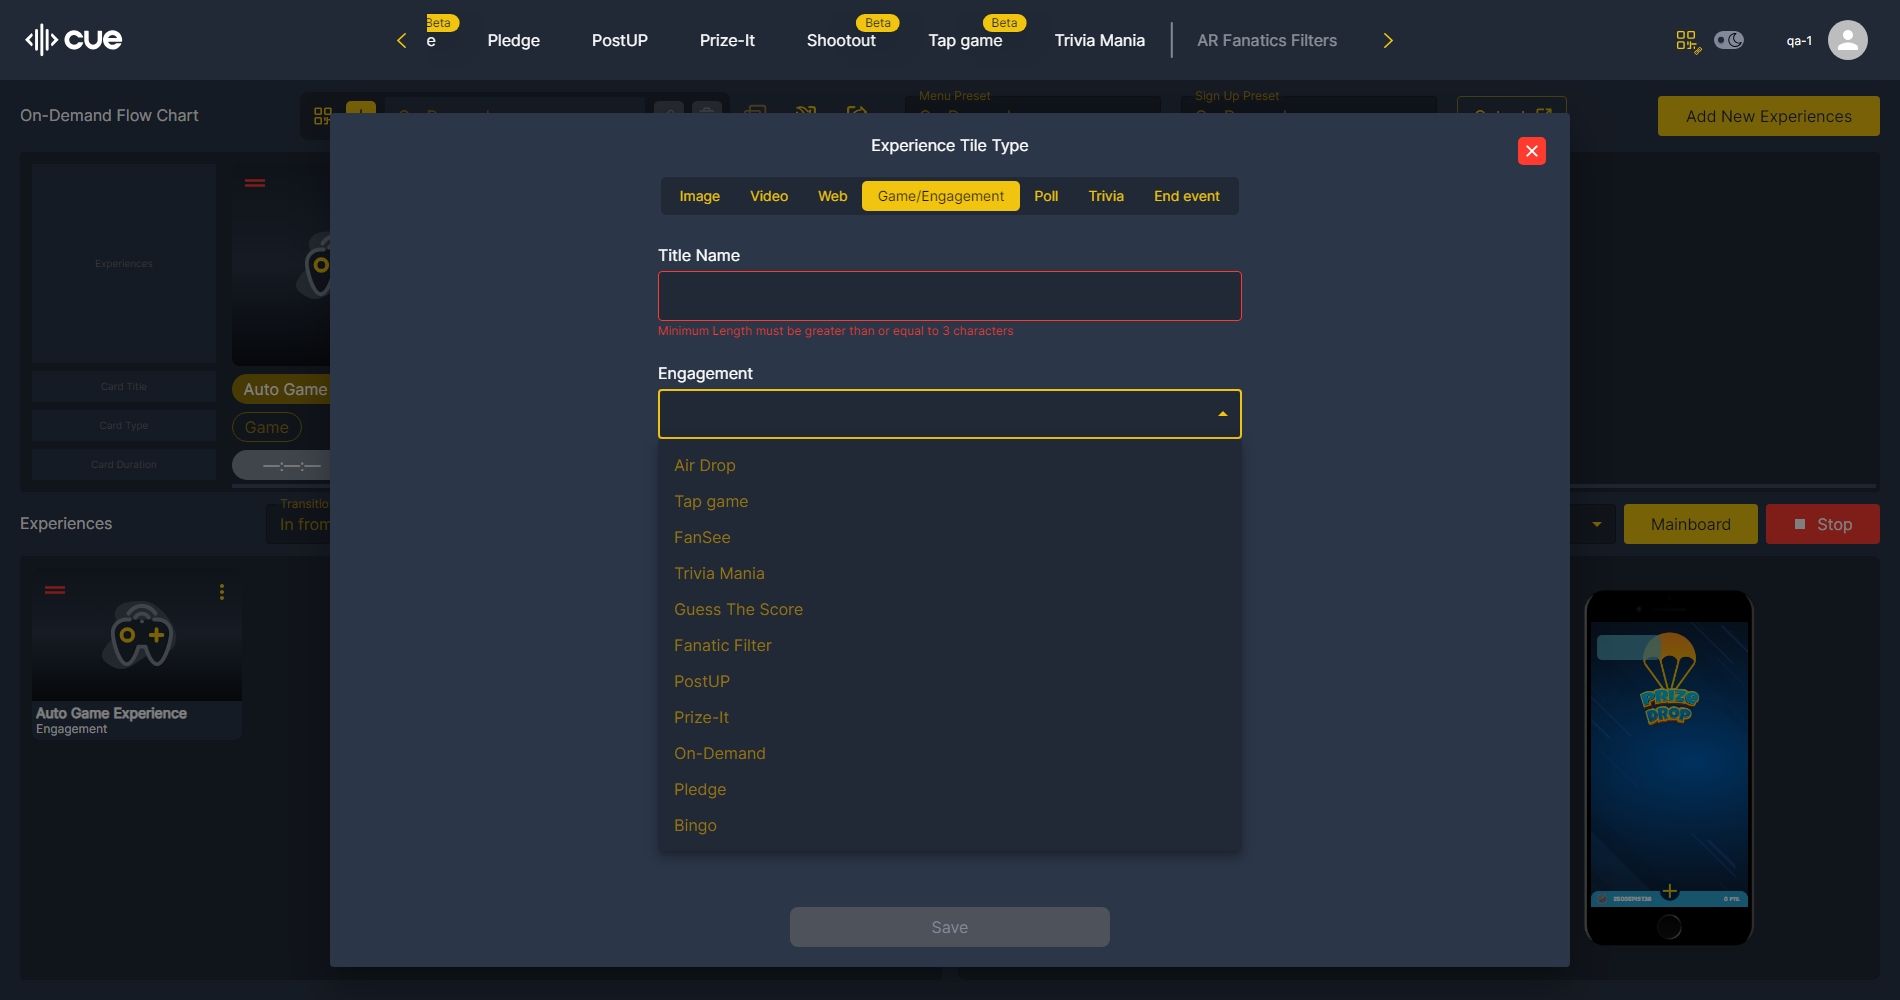 cue
e
Beta
Pledge
PostUP
Prize-It
Shootout
Beta
Tap game
Beta
Trivia Mania
AR Fanatics Filters
qa-1
On-Demand Flow Chart
Menu Preset
Sign Up Preset
Add New Experiences
Experience Tile Type
Image
Video
Web
Game/Engagement
Poll
Trivia
End event
Experiences
Title Name
Minimum Length must be greater than or equal to 3 characters
Engagement
Card Title
Auto Game
Card Type
Game
Card Duration
—:—:—
Air Drop
Tap game
FanSee
Trivia Mania
Guess The Score
Fanatic Filter
PostUP
Prize-It
On-Demand
Pledge
Bingo
Save
Experiences
Transitio
In from
Mainboard
Stop
Auto Game Experience
Engagement
PRIZE
DROP
0 PTS.